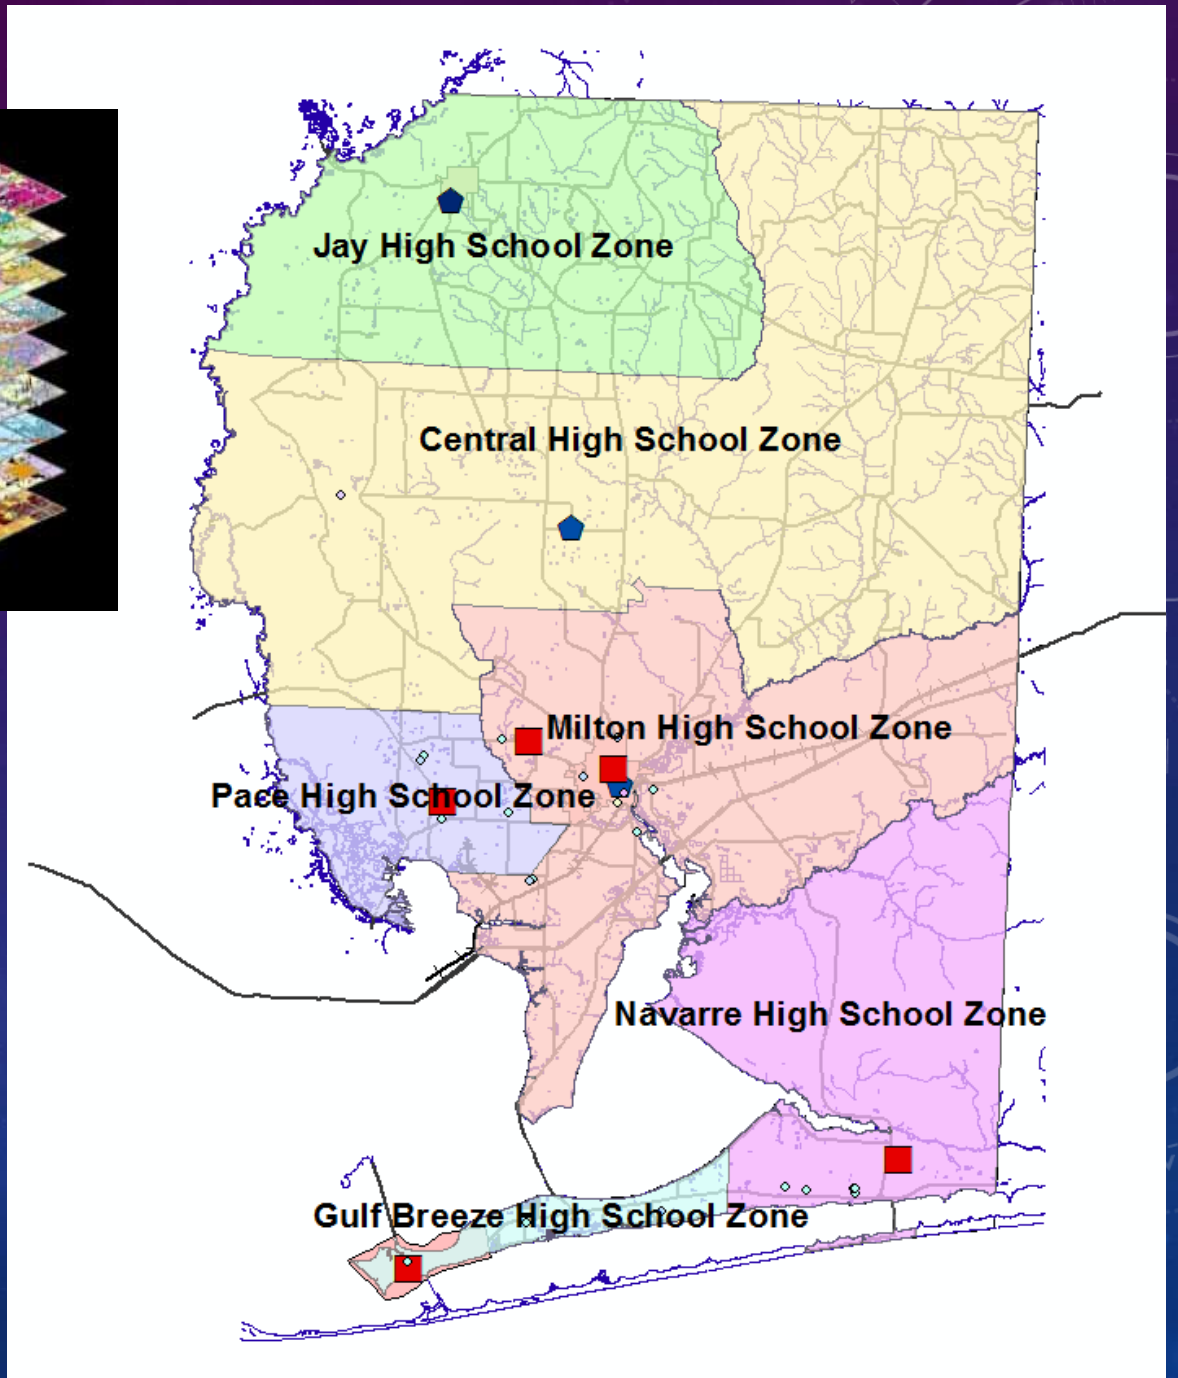 Jay High School Zone
Central High School Zone
Milton High School Zone
Pace High School Zone
Navarre High School Zone
Gulf Breeze High School Zone